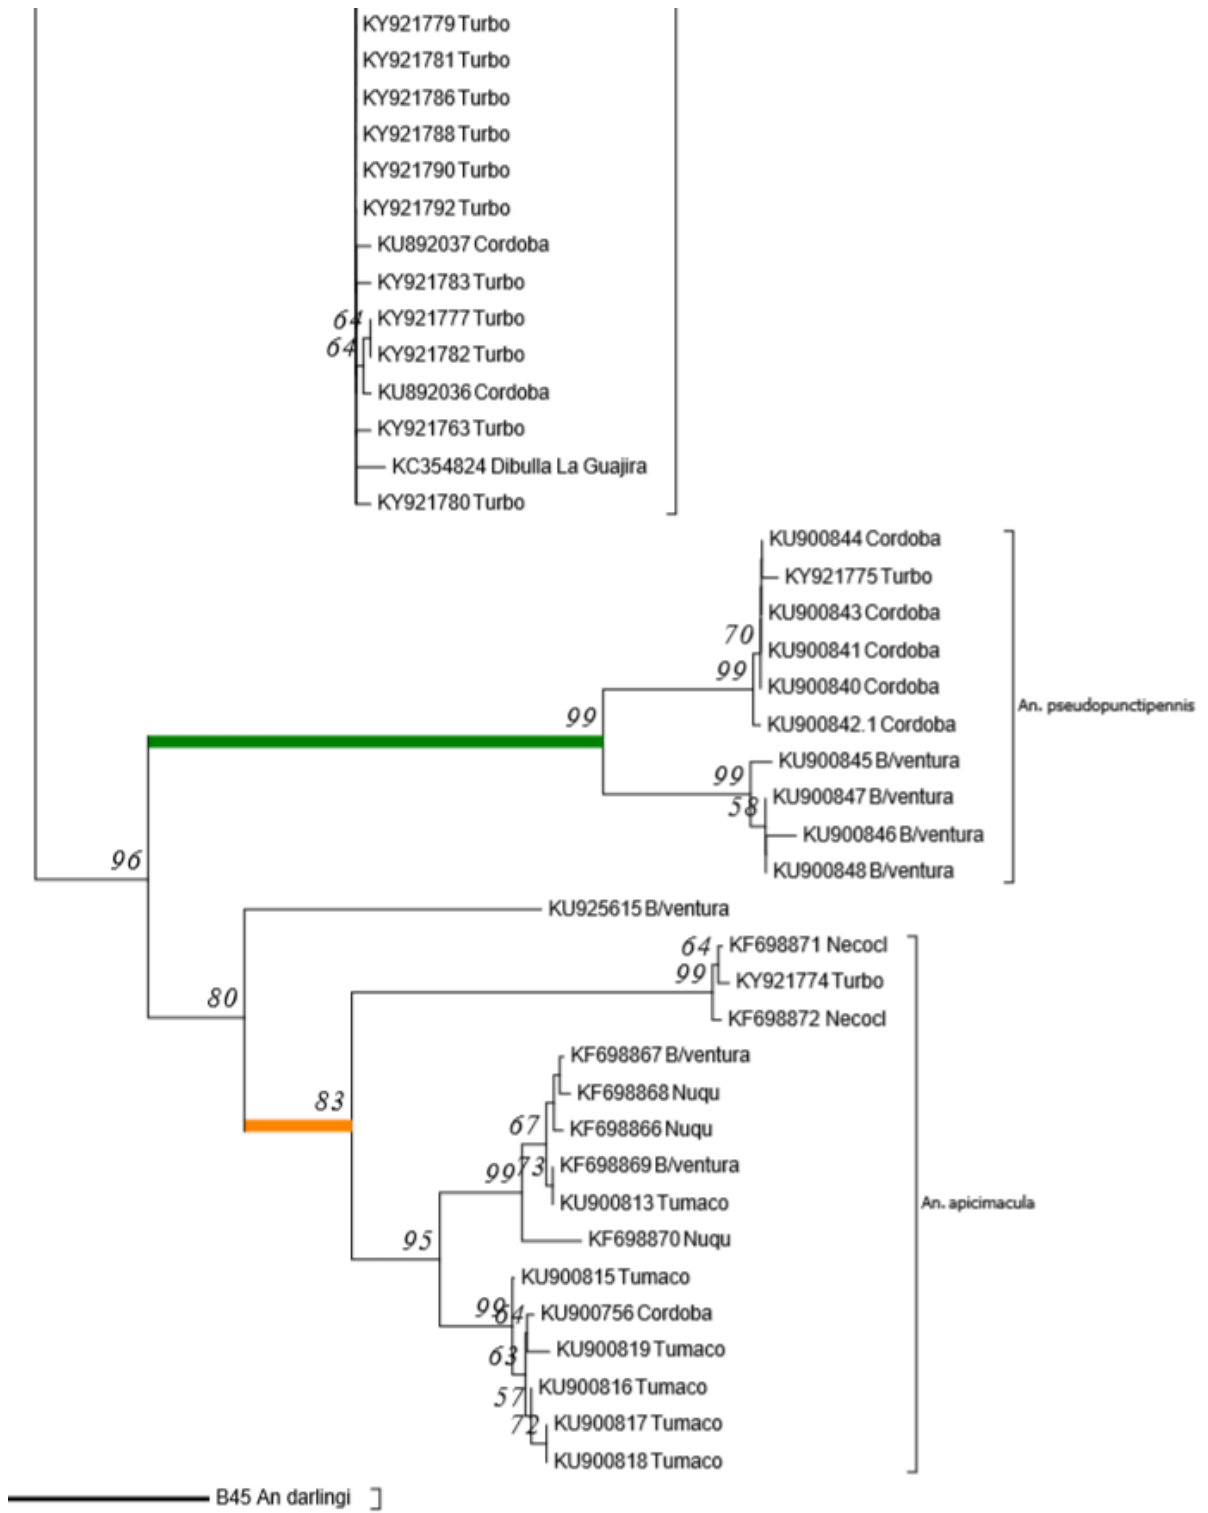 KY921779 Turbo
KY921781 Turbo
KY921786 Turbo
KY921788 Turbo
KY921790 Turbo
KY921792 Turbo
KU892037 Cordoba
KY921783 Turbo
64
KY921777 Turbo
64
KY921782 Turbo
KU892036 Cordoba
KY921763 Turbo
KC354824 Dibulla La Guajira
KY921780 Turbo
KU900844 Cordoba
KY921775 Turbo
KU900843 Cordoba
70
KU900841 Cordoba
99
KU900840 Cordoba
An. pseudopunctipennis
99
KU900842.1 Cordoba
KU900845 B/ventura
99
KU900847 B/ventura
58
KU900846 B/ventura
96
KU900848 B/ventura
KU925615 B/ventura
64
KF698871 Necocl
99
KY921774 Turbo
80
KF698872 Necocl
KF698867 B/ventura
83
KF698868 Nuqu
67
KF698866 Nuqu
99
73
KF698869 B/ventura
KU900813 Tumaco
An. apicimacula
95
KF698870 Nuqu
KU900815 Tumaco
99
64
KU900756 Cordoba
63
KU900819 Tumaco
57
KU900816 Tumaco
72
KU900817 Tumaco
KU900818 Tumaco
B45 An darlingi